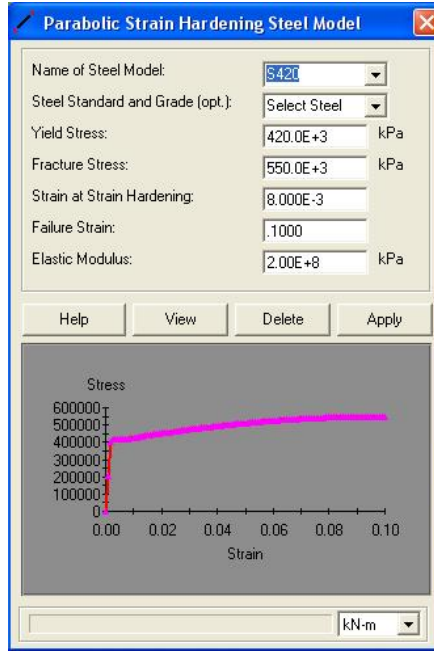 Parabolic Strain Hardening Steel Model
Name of Steel Model: S420
Steel Standard and Grade (opt.): Select Steel
Yield Stress: 420.0E+3 kPa
Fracture Stress: 550.0E+3 kPa
Strain at Strain Hardening: 8.000E-3
Failure Strain: .1000
Elastic Modulus: 2.00E+8 kPa
Help View Delete Apply
Stress
600000
500000
400000
300000
200000
100000
0
0.00 0.02 0.04 0.06 0.08 0.10
Strain
kN-m